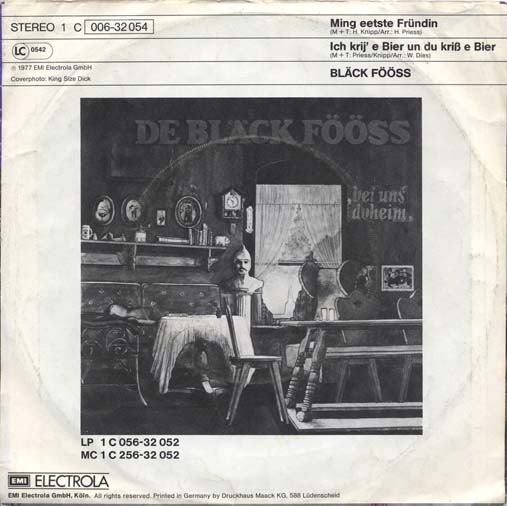 STEREO 1 C 006-32 054
LC 0542
℗ 1977 EMI Electrola GmbH
Coverphoto: King Size Dick
Ming eetste Fründin
(M + T: H. Knipp/Arr.: H. Priess)
Ich krij' e Bier un du kriß e Bier
(M + T: Priess/Knipp/Arr.: W. Dies)
BLÄCK FÖÖSS
DE BLÄCK FÖÖSS
bei uns
doheim
LP 1 C 056-32 052
MC 1 C 256-32 052
EMI ELECTROLA
EMI Electrola GmbH, Köln. All rights reserved. Printed in Germany by Druckhaus Maack KG, 588 Lüdenscheid